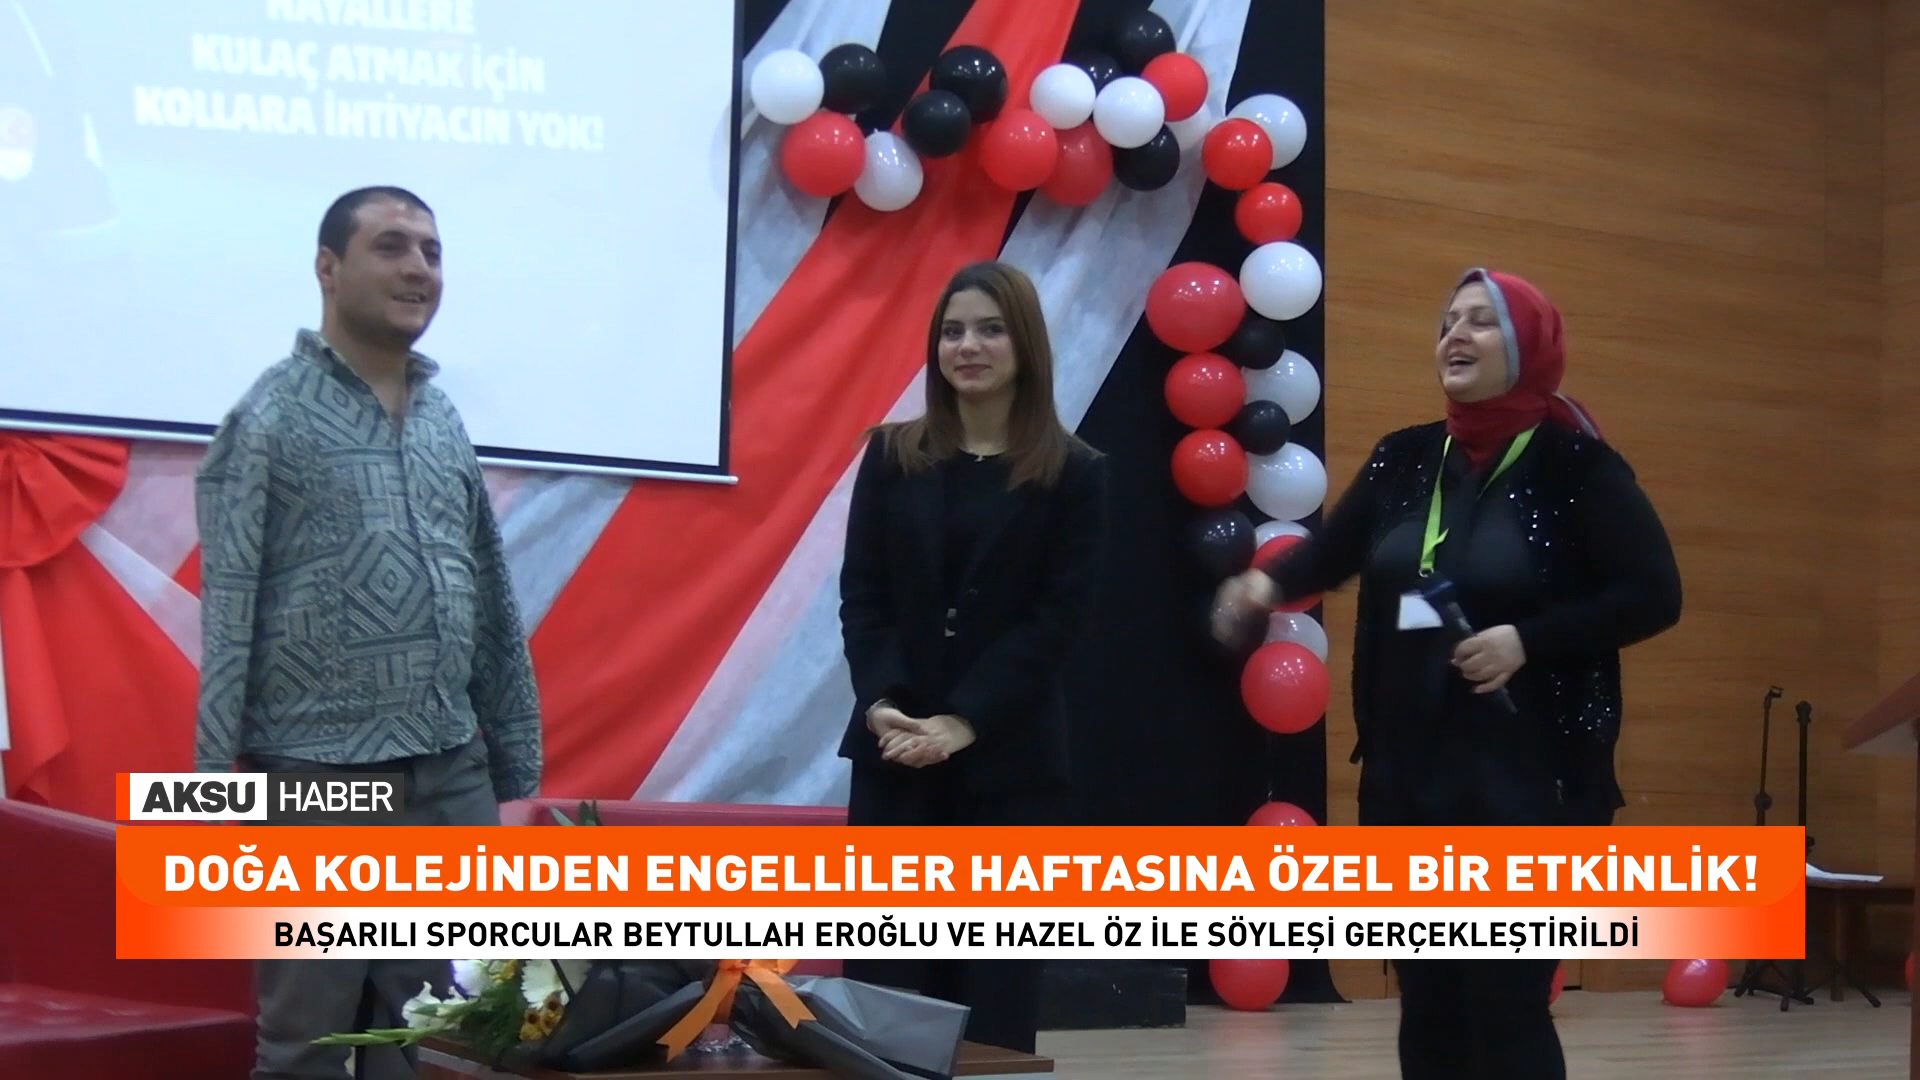 HAYALLERE
KULAÇ ATMAK İÇİN
KOLLARA İHTİYACIN YOK!
AKSU HABER
DOĞA KOLEJİNDEN ENGELLİLER HAFTASINA ÖZEL BİR ETKİNLİK!
BAŞARILI SPORCULAR BEYTULLAH EROĞLU VE HAZEL ÖZ İLE SÖYLEŞİ GERÇEKLEŞTİRİLDİ